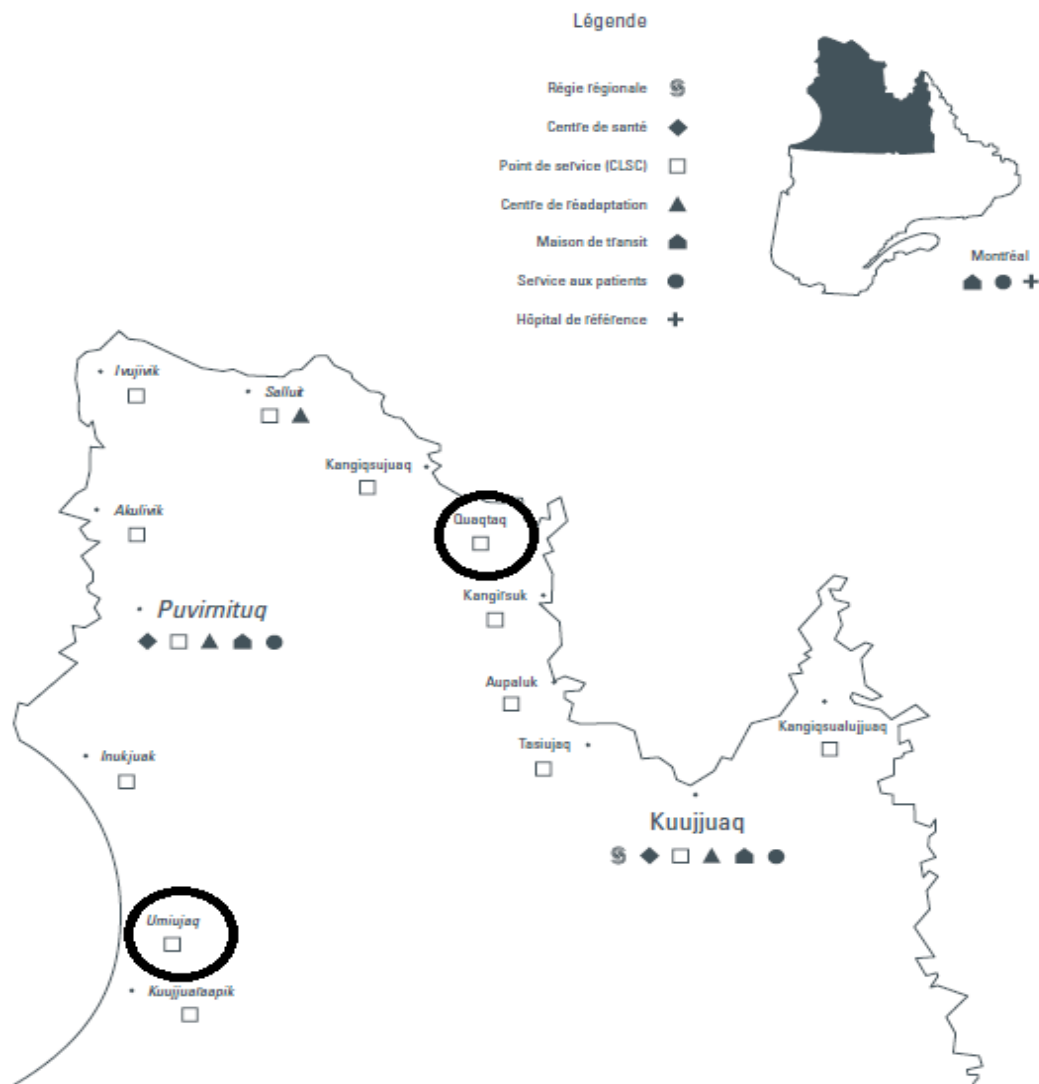 Légende
Régie régionale
Centre de santé
Point de service (CLSC)
Centre de réadaptation
Maison de transit
Service aux patients
Hôpital de référence
Montréal
Ivujivik
Salluit
Kangiqsujuaq
Quaqtaq
Akulivik
Kangirsuk
Puvirnituq
Aupaluk
Kangiqsualujjuaq
Tasiujaq
Inukjuak
Kuujjuaq
Umiujaq
Kuujjuaraapik